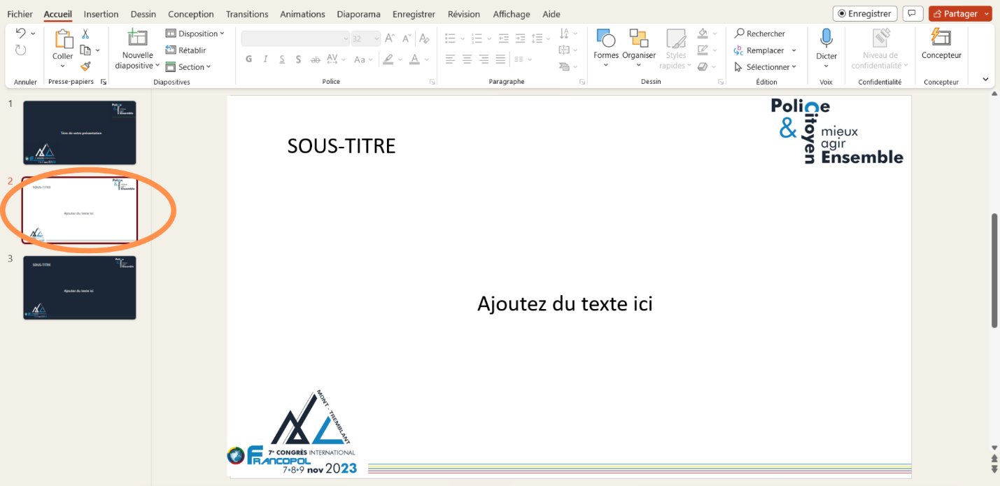 Fichier Accueil Insertion Dessin Conception Transitions Animations Diaporama Enregistrer Révision Affichage Aide Enregistrer Partager
Coller
Nouvelle diapositive
Disposition
Rétablir
Section
32
G I S S ab AV Aa A
Formes Organiser Styles rapides
Rechercher
Remplacer
Sélectionner
Dicter
Niveau de confidentialité
Concepteur
Annuler Presse-papiers Diapositives Police Paragraphe Dessin Édition Voix Confidentialité Concepteur
1
Titre de votre présentation
2
SOUS-TITRE
Ajoutez du texte ici
3
SOUS-TITRE
Ajoutez du texte ici
Police
& Citoyen
mieux
agir
Ensemble
SOUS-TITRE
Ajoutez du texte ici
MONT-TREMBLANT
7e CONGRÈS INTERNATIONAL
FRANCOPOL
7•8•9 nov 2023